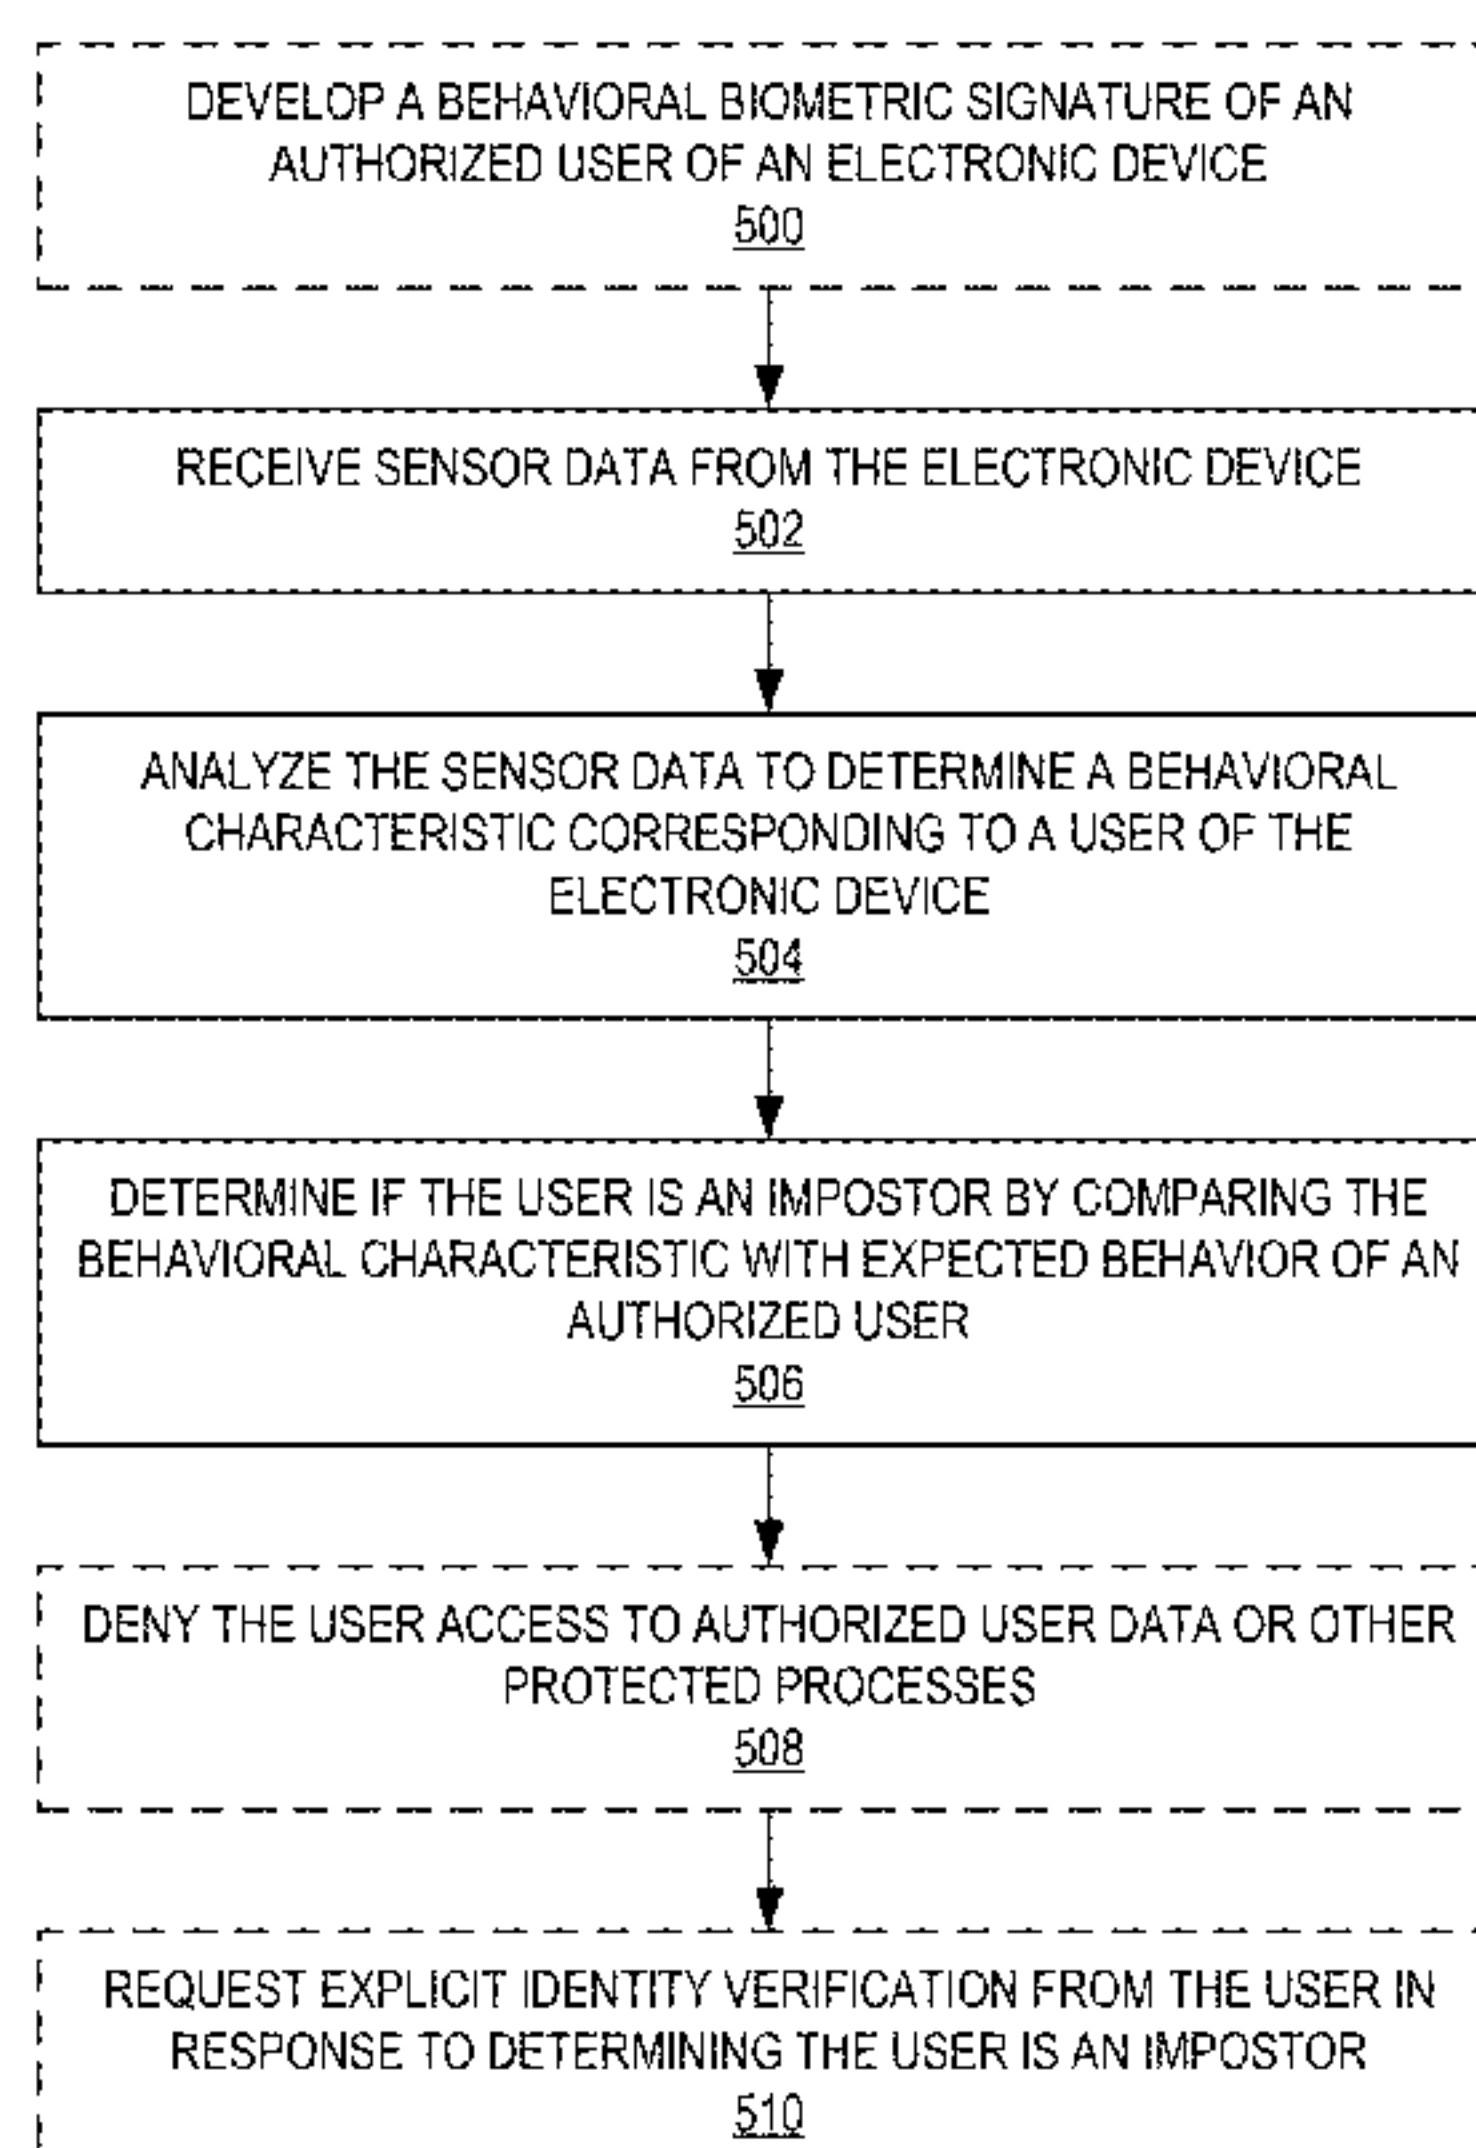 DEVELOP A BEHAVIORAL BIOMETRIC SIGNATURE OF AN
AUTHORIZED USER OF AN ELECTRONIC DEVICE
500
RECEIVE SENSOR DATA FROM THE ELECTRONIC DEVICE
502
ANALYZE THE SENSOR DATA TO DETERMINE A BEHAVIORAL
CHARACTERISTIC CORRESPONDING TO A USER OF THE
ELECTRONIC DEVICE
504
DETERMINE IF THE USER IS AN IMPOSTOR BY COMPARING THE
BEHAVIORAL CHARACTERISTIC WITH EXPECTED BEHAVIOR OF AN
AUTHORIZED USER
506
DENY THE USER ACCESS TO AUTHORIZED USER DATA OR OTHER
PROTECTED PROCESSES
508
REQUEST EXPLICIT IDENTITY VERIFICATION FROM THE USER IN
RESPONSE TO DETERMINING THE USER IS AN IMPOSTOR
510